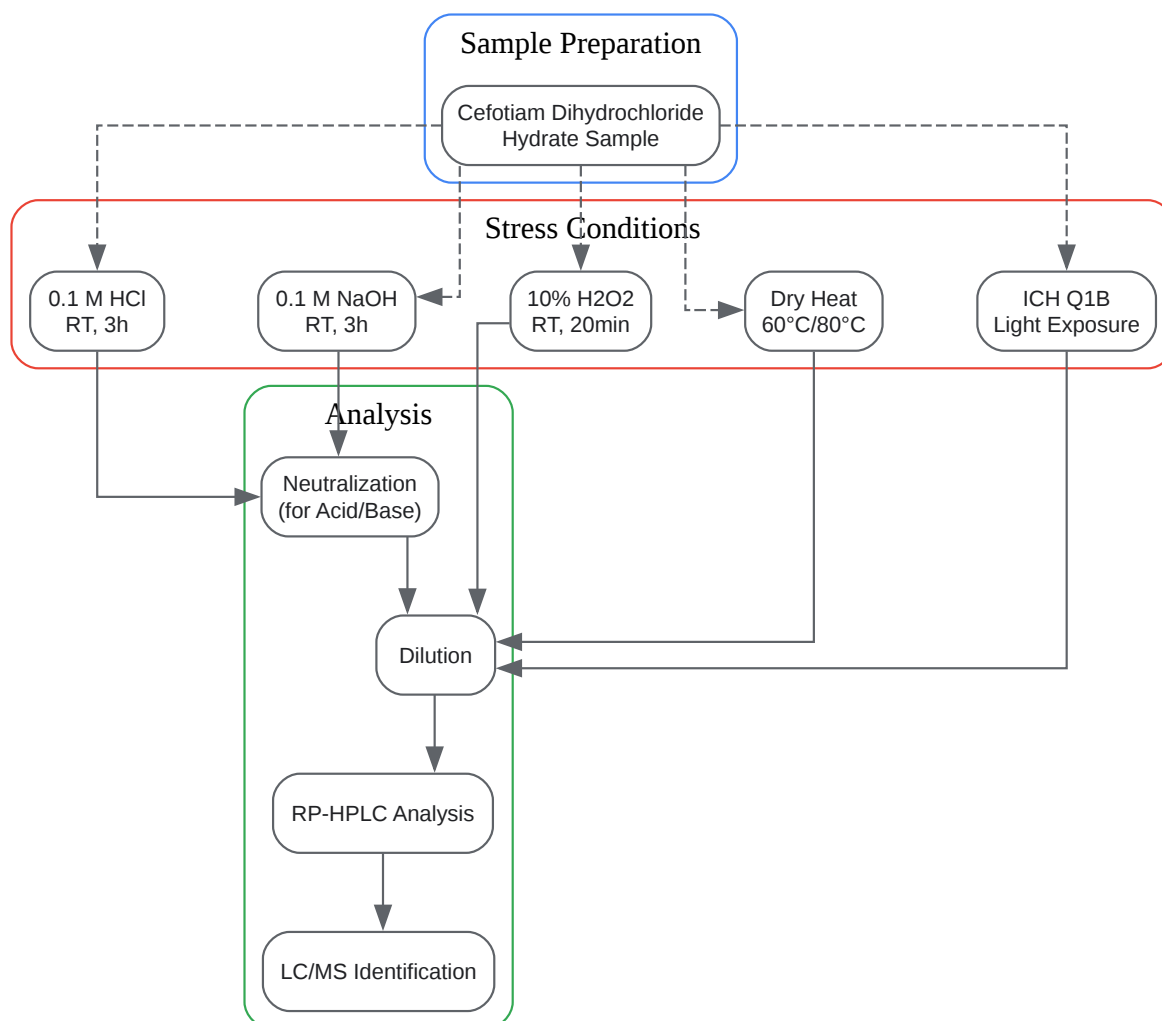 Sample Preparation
Cefotiam Dihydrochloride
Hydrate Sample
Stress Conditions
0.1 M HCl
RT, 3h
0.1 M NaOH
RT, 3h
10% H2O2
RT, 20min
Dry Heat
60°C/80°C
ICH Q1B
Light Exposure
Analysis
Neutralization
(for Acid/Base)
Dilution
RP-HPLC Analysis
LC/MS Identification